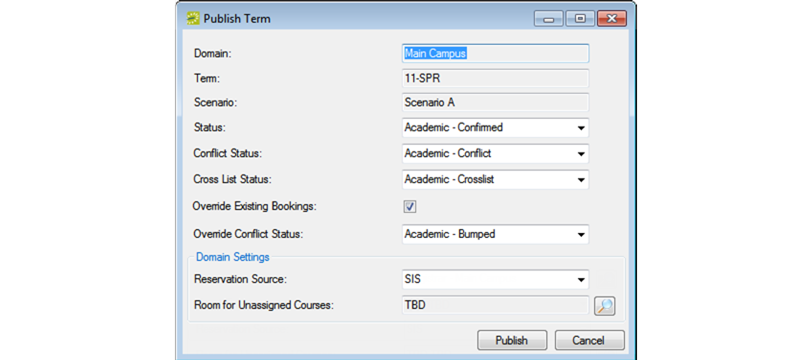 Publish Term
Domain: Main Campus
Term: 11-SPR
Scenario: Scenario A
Status: Academic - Confirmed
Conflict Status: Academic - Conflict
Cross List Status: Academic - Crosslist
Override Existing Bookings:
Override Conflict Status: Academic - Bumped
Domain Settings
Reservation Source: SIS
Room for Unassigned Courses: TBD
Publish Cancel